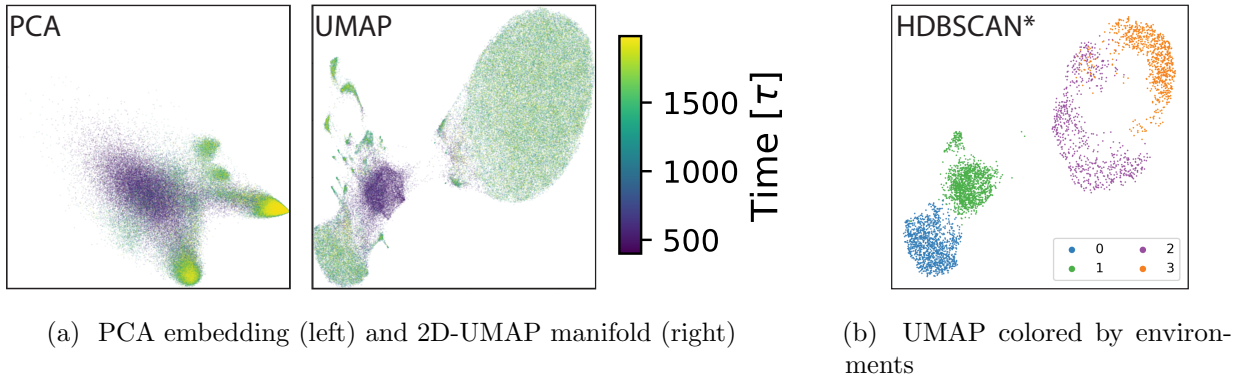 PCA
UMAP
1500
1000
500
Time [τ]
HDBSCAN*
0
2
1
3
(a) PCA embedding (left) and 2D-UMAP manifold (right)
(b) UMAP colored by environ-
ments